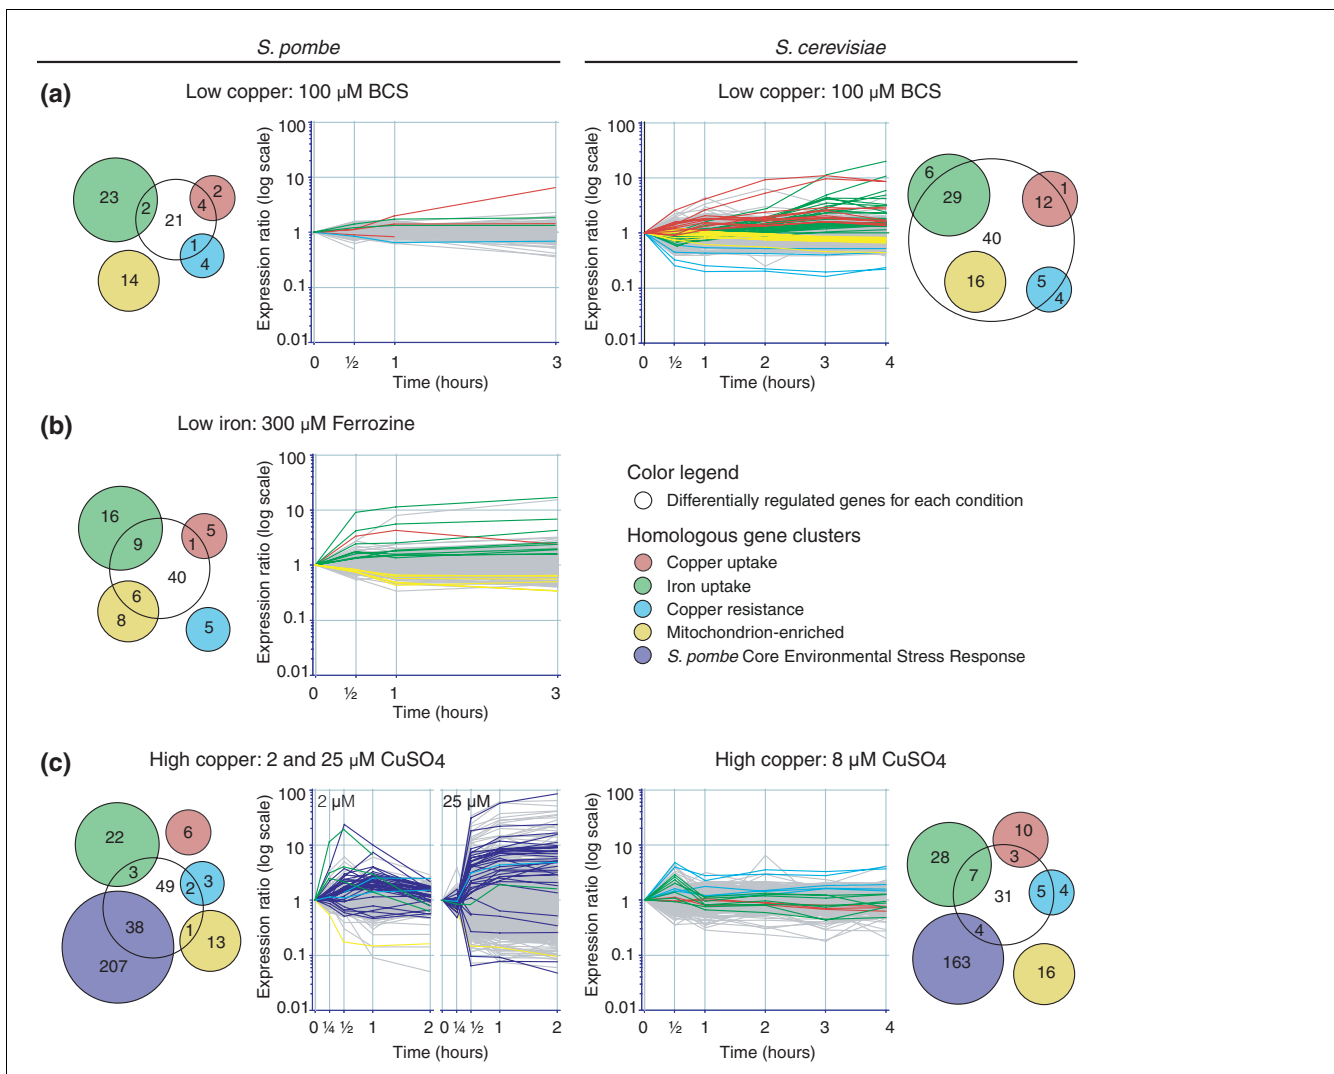 S. pombe
S. cerevisiae
(a)
Low copper: 100 µM BCS
Low copper: 100 µM BCS
23
2
21
2
4
1
4
14
Expression ratio (log scale)
100
10
1
0.1
0.01
0 ½ 1 3
Time (hours)
Expression ratio (log scale)
100
10
1
0.1
0.01
0 ½ 1 2 3 4
Time (hours)
6
29
1
12
40
16
5
4
(b)
Low iron: 300 µM Ferrozine
16
9
5
1
40
6
8
5
Expression ratio (log scale)
100
10
1
0.1
0.01
0 ½ 1 3
Time (hours)
Color legend
Differentially regulated genes for each condition
Homologous gene clusters
Copper uptake
Iron uptake
Copper resistance
Mitochondrion-enriched
S. pombe Core Environmental Stress Response
(c)
High copper: 2 and 25 µM CuSO4
High copper: 8 µM CuSO4
22
3
6
49
2
3
38
1
13
207
Expression ratio (log scale)
100
10
1
0.1
0.01
2 µM
25 µM
0 ¼ ½ 1 2 0 ¼ ½ 1 2
Time (hours)
Expression ratio (log scale)
100
10
1
0.1
0.01
0 ½ 1 2 3 4
Time (hours)
28
7
10
3
31
5
4
4
163
16